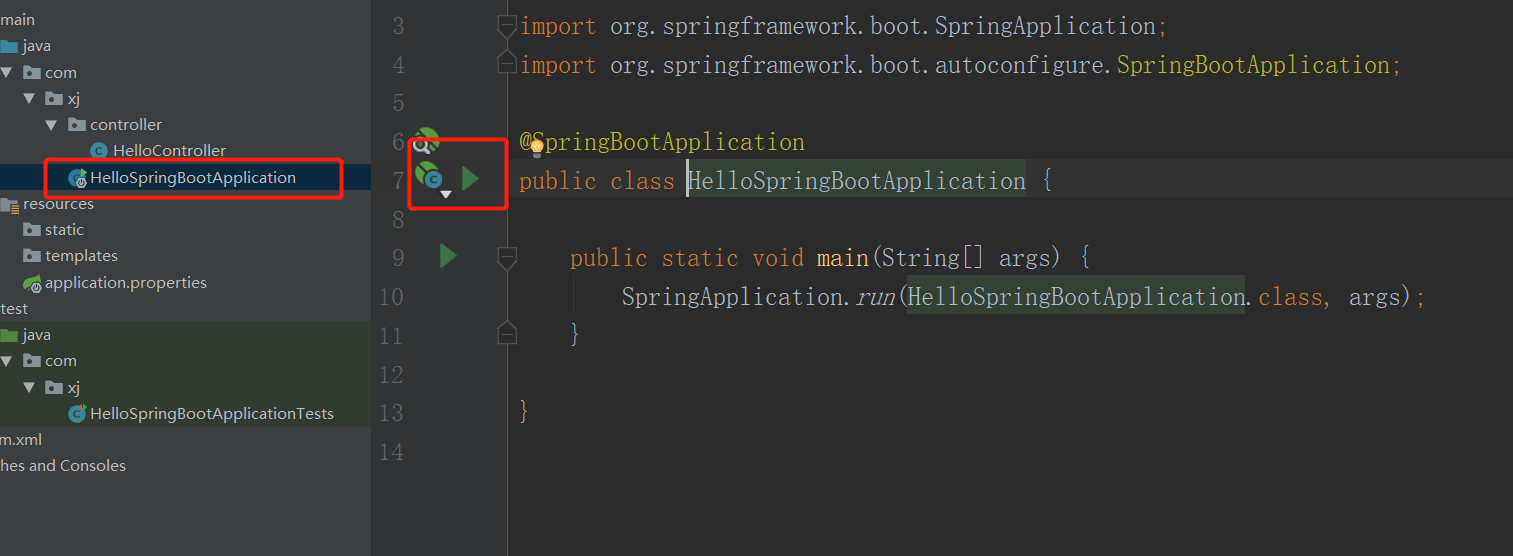 main
java
com
xj
controller
HelloController
HelloSpringBootApplication
resources
static
templates
application.properties
test
java
com
xj
HelloSpringBootApplicationTests
m.xml
hes and Consoles
3 import org.springframework.boot.SpringApplication;
4 import org.springframework.boot.autoconfigure.SpringBootApplication;
5
6 @SpringBootApplication
7 public class HelloSpringBootApplication {
8
9 public static void main(String[] args) {
10 SpringApplication.run(HelloSpringBootApplication.class, args);
11 }
12
13 }
14